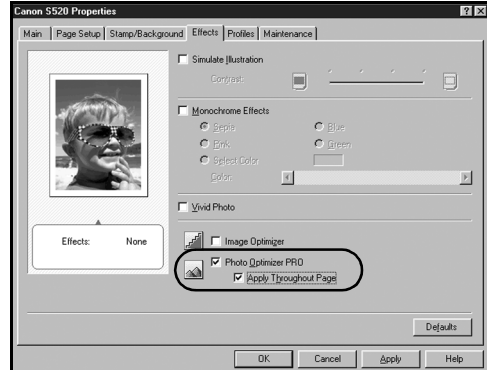 Canon S520 Properties
Main Page Setup Stamp/Background Effects Profiles Maintenance
Simulate Illustration
Contrast:
Monochrome Effects
Sepia Blue
Pink Green
Select Color
Color:
Vivid Photo
Effects: None
Image Optimizer
Photo Optimizer PRO
Apply Throughout Page
Defaults
OK Cancel Apply Help